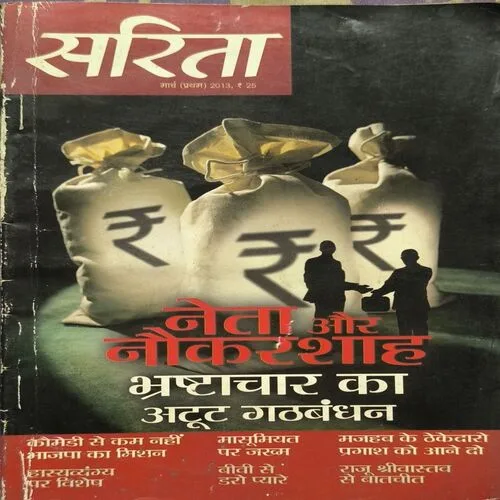 सरिता
मार्च (प्रथम) 2013, ₹ 25
₹ ₹ ₹
नेता और
नौकरशाह
भ्रष्टाचार का
अटूट गठबंधन
कौमेडी से कम नहीं
भाजपा का मिशन
हास्यव्यंग्य
पर विशेष
मासूमियत
पर जख्म
बीवी से
डरो प्यारे
मजहब के ठेकेदारो
प्रगाश को आने दो
राजू श्रीवास्तव
से बातचीत